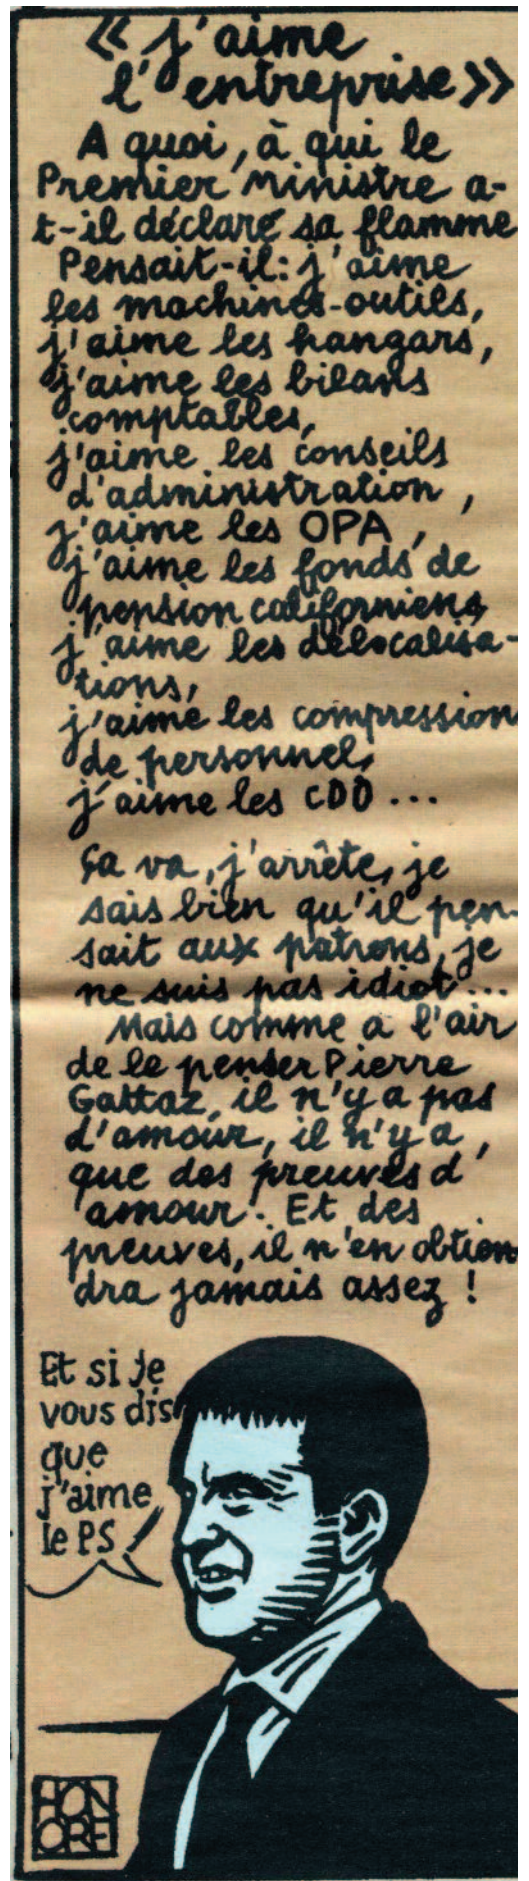 « j'aime
l'entreprise »
A quoi, à qui le
Premier ministre a-
t-il déclaré sa flamme
Pensait-il: j'aime
les machines-outils,
j'aime les hangars,
j'aime les bilans
comptables,
j'aime les conseils
d'administration,
j'aime les OPA,
j'aime les fonds de
pension californiens,
j'aime les délocalisa-
tions,
j'aime les compression
de personnel,
j'aime les CDD ...
ça va, j'arrête, je
sais bien qu'il pen-
sait aux patrons, je
ne suis pas idiot ...
Mais comme a l'air
de le penser Pierre
Gattaz, il n'y a pas
d'amour, il n'y a
que des preuves d'
amour. Et des
preuves, il n'en obtien
dra jamais assez !
Et si je
vous dis
que
j'aime
le PS
HON
ORÉ